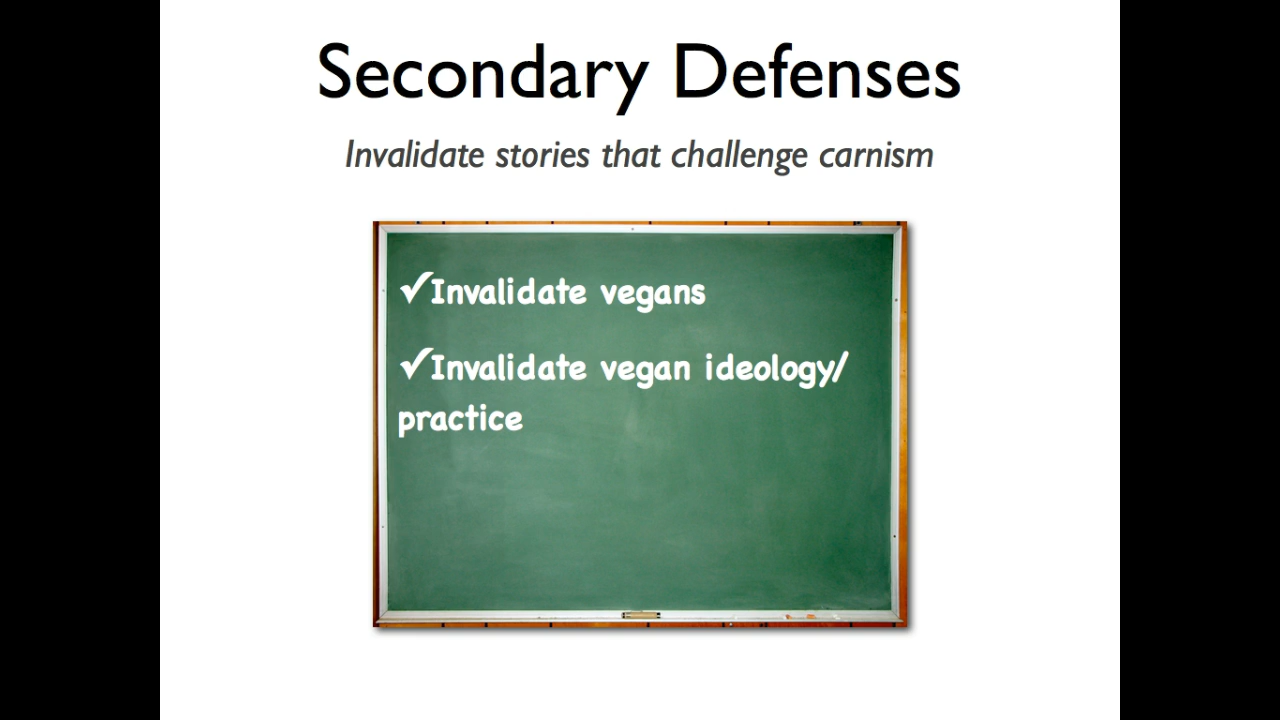 Secondary Defenses
Invalidate stories that challenge carnism
✓Invalidate vegans
✓Invalidate vegan ideology/
practice